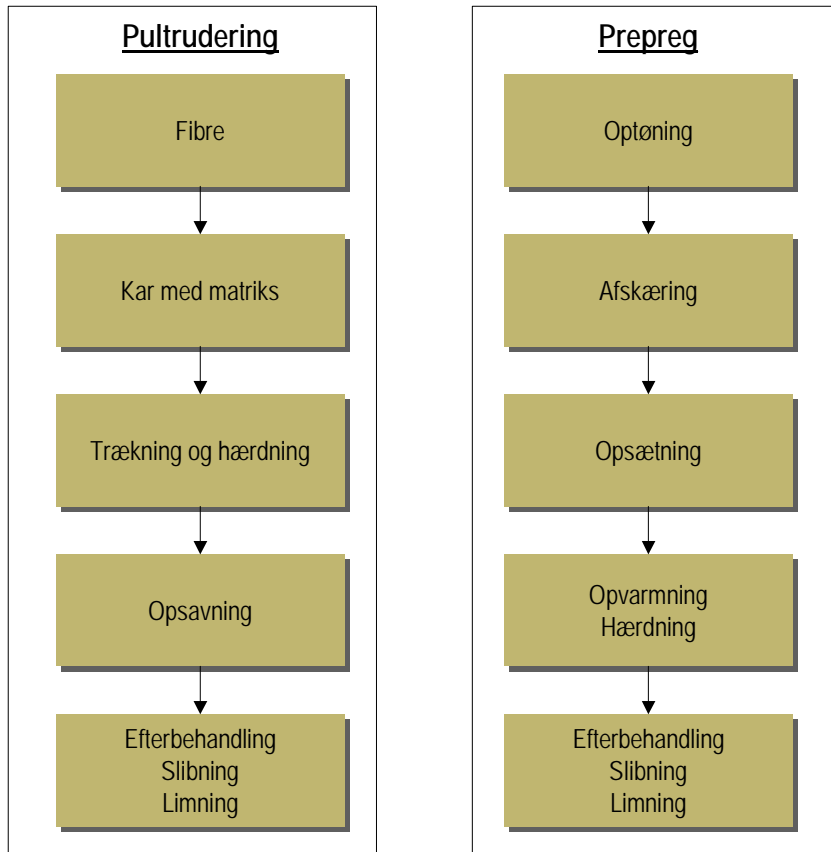 Pultrudering
Fibre
Kar med matriks
Trækning og hærdning
Opsavning
Efterbehandling
Slibning
Limning
Prepreg
Optøning
Afskæring
Opsætning
Opvarmning
Hærdning
Efterbehandling
Slibning
Limning